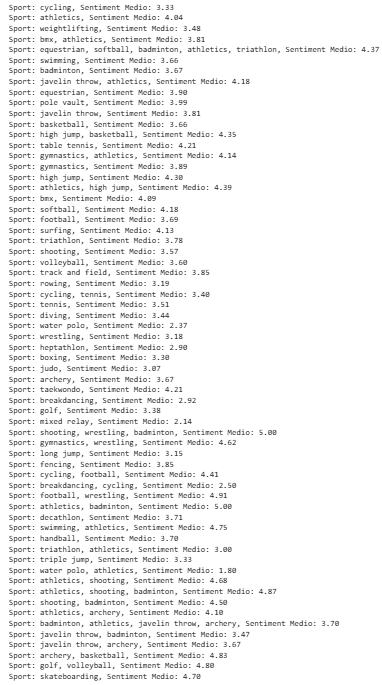 Sport: cycling, Sentiment Medio: 3.33
Sport: athletics, Sentiment Medio: 4.04
Sport: weightlifting, Sentiment Medio: 3.48
Sport: bmx, athletics, Sentiment Medio: 3.81
Sport: equestrian, softball, badminton, athletics, triathlon, Sentiment Medio: 4.37
Sport: swimming, Sentiment Medio: 3.66
Sport: badminton, Sentiment Medio: 3.67
Sport: javelin throw, athletics, Sentiment Medio: 4.18
Sport: equestrian, Sentiment Medio: 3.90
Sport: pole vault, Sentiment Medio: 3.99
Sport: javelin throw, Sentiment Medio: 3.81
Sport: basketball, Sentiment Medio: 3.66
Sport: high jump, basketball, Sentiment Medio: 4.35
Sport: table tennis, Sentiment Medio: 4.21
Sport: gymnastics, athletics, Sentiment Medio: 4.14
Sport: gymnastics, Sentiment Medio: 3.89
Sport: high jump, Sentiment Medio: 4.30
Sport: athletics, high jump, Sentiment Medio: 4.39
Sport: bmx, Sentiment Medio: 4.09
Sport: softball, Sentiment Medio: 4.18
Sport: football, Sentiment Medio: 3.69
Sport: surfing, Sentiment Medio: 4.13
Sport: triathlon, Sentiment Medio: 3.78
Sport: shooting, Sentiment Medio: 3.57
Sport: volleyball, Sentiment Medio: 3.60
Sport: track and field, Sentiment Medio: 3.85
Sport: rowing, Sentiment Medio: 3.19
Sport: cycling, tennis, Sentiment Medio: 3.40
Sport: tennis, Sentiment Medio: 3.51
Sport: diving, Sentiment Medio: 3.44
Sport: water polo, Sentiment Medio: 2.37
Sport: wrestling, Sentiment Medio: 3.18
Sport: heptathlon, Sentiment Medio: 2.90
Sport: boxing, Sentiment Medio: 3.30
Sport: judo, Sentiment Medio: 3.07
Sport: archery, Sentiment Medio: 3.67
Sport: taekwondo, Sentiment Medio: 4.21
Sport: breakdancing, Sentiment Medio: 2.92
Sport: golf, Sentiment Medio: 3.38
Sport: mixed relay, Sentiment Medio: 2.14
Sport: shooting, wrestling, badminton, Sentiment Medio: 5.00
Sport: gymnastics, wrestling, Sentiment Medio: 4.62
Sport: long jump, Sentiment Medio: 3.15
Sport: fencing, Sentiment Medio: 3.85
Sport: cycling, football, Sentiment Medio: 4.41
Sport: breakdancing, cycling, Sentiment Medio: 2.50
Sport: football, wrestling, Sentiment Medio: 4.91
Sport: athletics, badminton, Sentiment Medio: 5.00
Sport: decathlon, Sentiment Medio: 3.71
Sport: swimming, athletics, Sentiment Medio: 4.75
Sport: handball, Sentiment Medio: 3.70
Sport: triathlon, athletics, Sentiment Medio: 3.00
Sport: triple jump, Sentiment Medio: 3.33
Sport: water polo, athletics, Sentiment Medio: 1.80
Sport: athletics, shooting, Sentiment Medio: 4.68
Sport: athletics, shooting, badminton, Sentiment Medio: 4.87
Sport: shooting, badminton, Sentiment Medio: 4.50
Sport: athletics, archery, Sentiment Medio: 4.10
Sport: badminton, athletics, javelin throw, archery, Sentiment Medio: 3.70
Sport: javelin throw, badminton, Sentiment Medio: 3.47
Sport: javelin throw, archery, Sentiment Medio: 3.67
Sport: archery, basketball, Sentiment Medio: 4.83
Sport: golf, volleyball, Sentiment Medio: 4.80
Sport: skateboarding, Sentiment Medio: 4.70